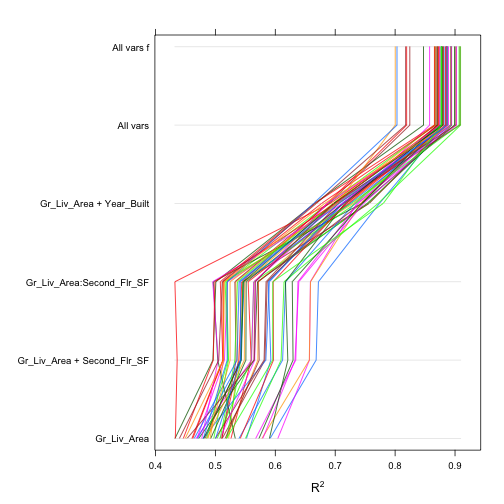 All vars f
All vars
Gr_Liv_Area + Year_Built
Gr_Liv_Area:Second_Flr_SF
Gr_Liv_Area + Second_Flr_SF
Gr_Liv_Area
0.4 0.5 0.6 0.7 0.8 0.9
R²